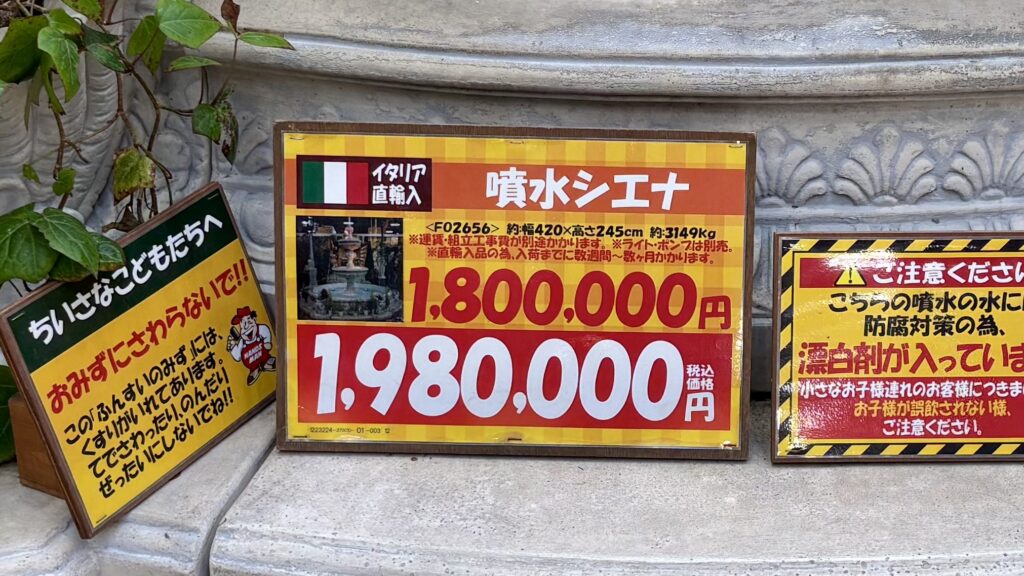 ちいさなこどもたちへ
おみずにさわらないで!!
この「ふんすいのみず」には、
くすりがいれてあります。
てでさわったり、のんだり、
ぜったいにしないでね!!
イタリア
直輸入
噴水シエナ
<FO2656> 約:幅420×高さ245cm 約:3149kg
※運賃・組立工事費が別途かかります。※ライト・ポンプは別売。
※直輸入品の為、入荷までに数週間〜数ヶ月かかります。
1,800,000円
1,980,000円
税込
価格
01-003 12
ご注意ください
こちらの噴水の水に
防腐対策の為、
漂白剤が入っていま
小さなお子様連れのお客様につきま
お子様が誤飲されない様、
ご注意ください。